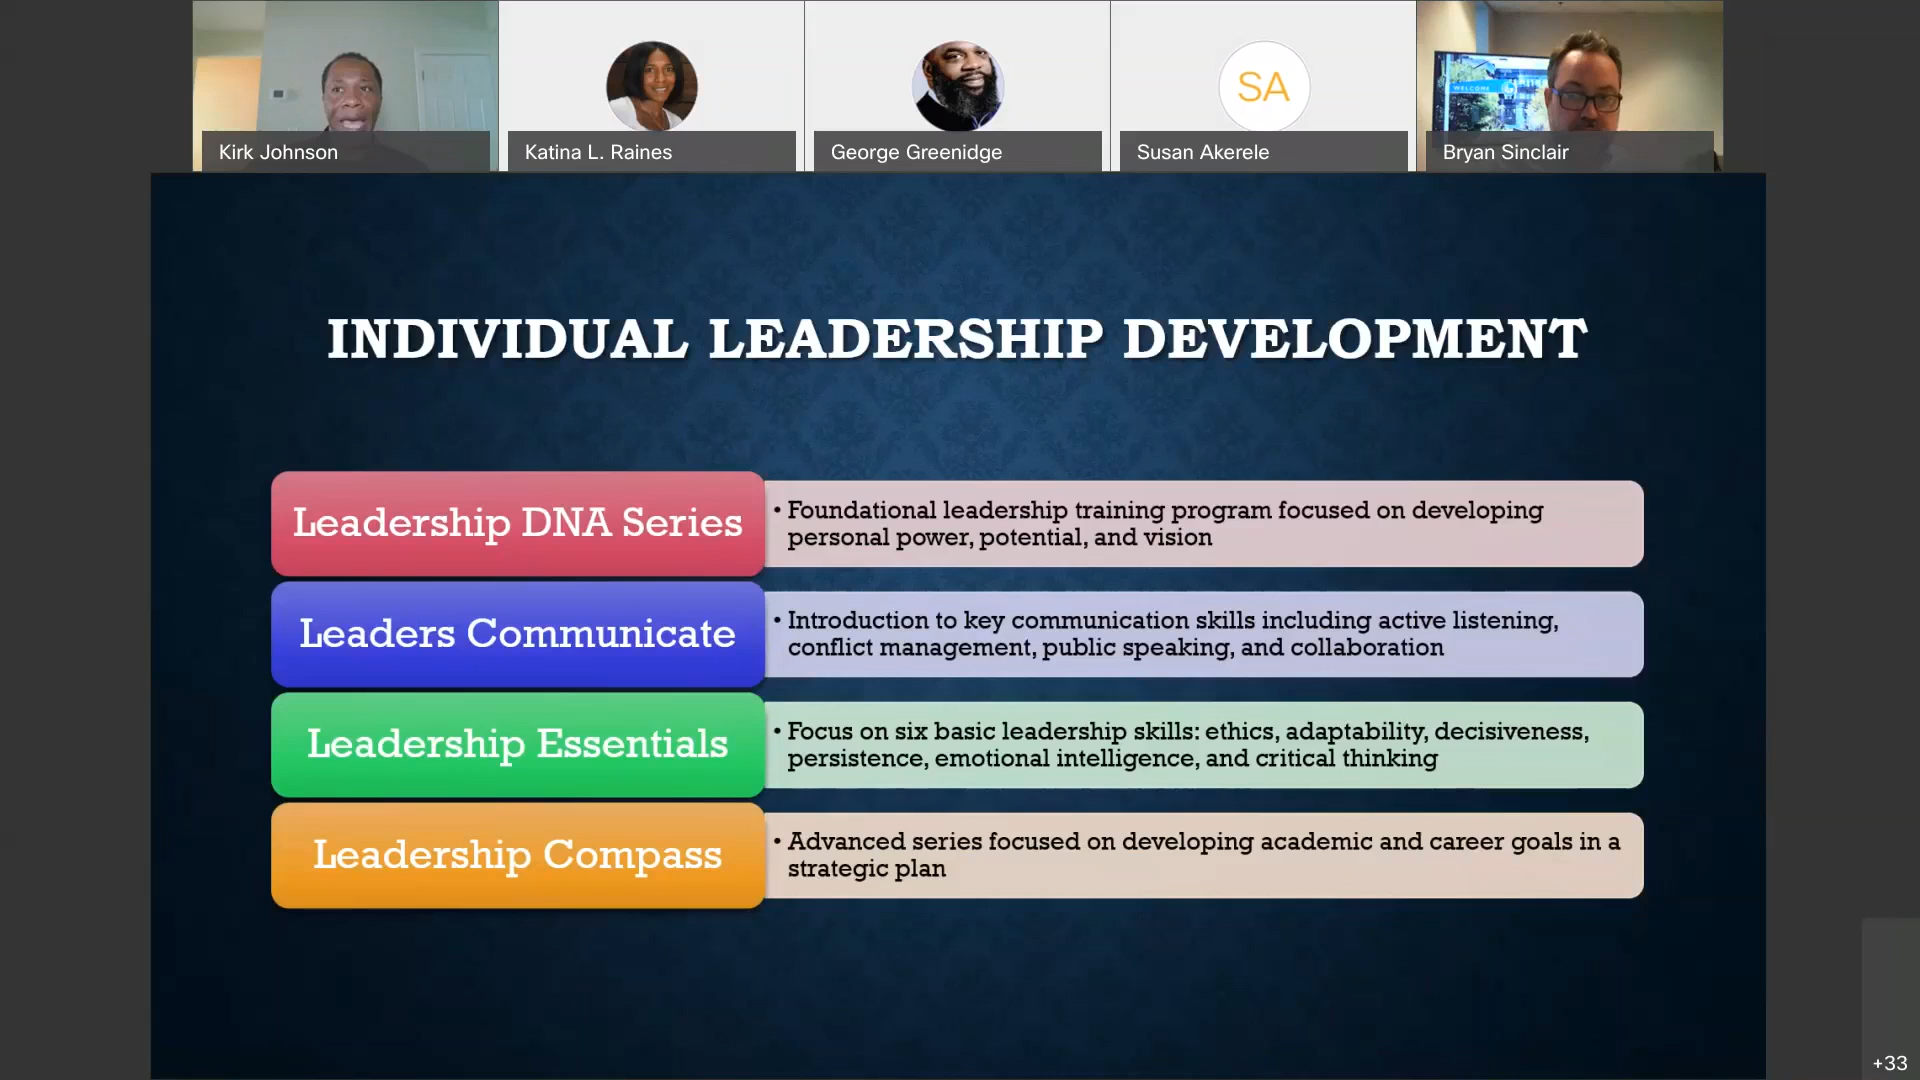 WELCOME
Kirk Johnson
Katina L. Raines
George Greenidge
SA
Susan Akerele
Bryan Sinclair
INDIVIDUAL LEADERSHIP DEVELOPMENT
Leadership DNA Series
• Foundational leadership training program focused on developing
personal power, potential, and vision
Leaders Communicate
• Introduction to key communication skills including active listening,
conflict management, public speaking, and collaboration
Leadership Essentials
• Focus on six basic leadership skills: ethics, adaptability, decisiveness,
persistence, emotional intelligence, and critical thinking
Leadership Compass
• Advanced series focused on developing academic and career goals in a
strategic plan
+33